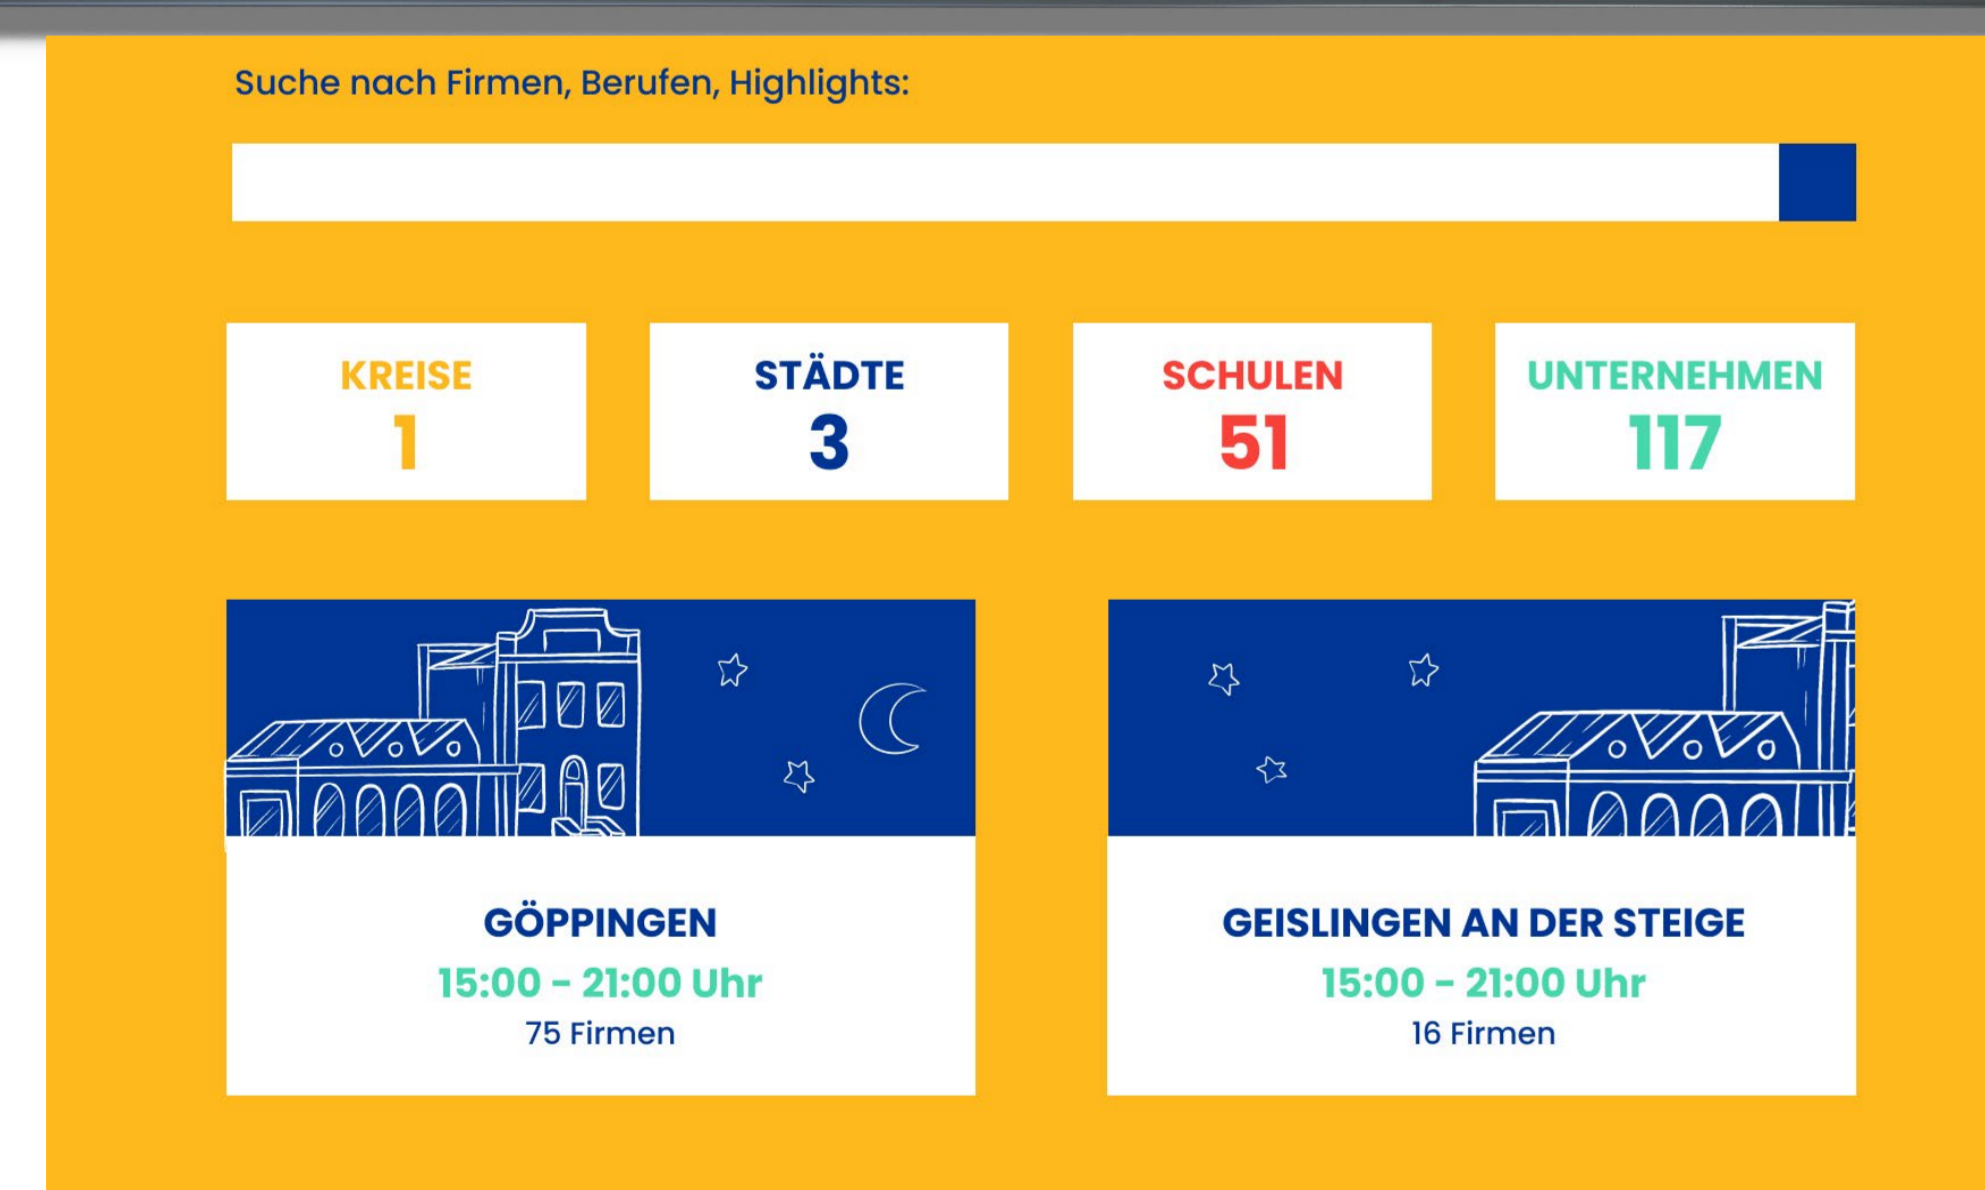 Suche nach Firmen, Berufen, Highlights:
KREISE
1
STÄDTE
3
SCHULEN
51
UNTERNEHMEN
117
GÖPPINGEN
15:00 - 21:00 Uhr
75 Firmen
GEISLINGEN AN DER STEIGE
15:00 - 21:00 Uhr
16 Firmen